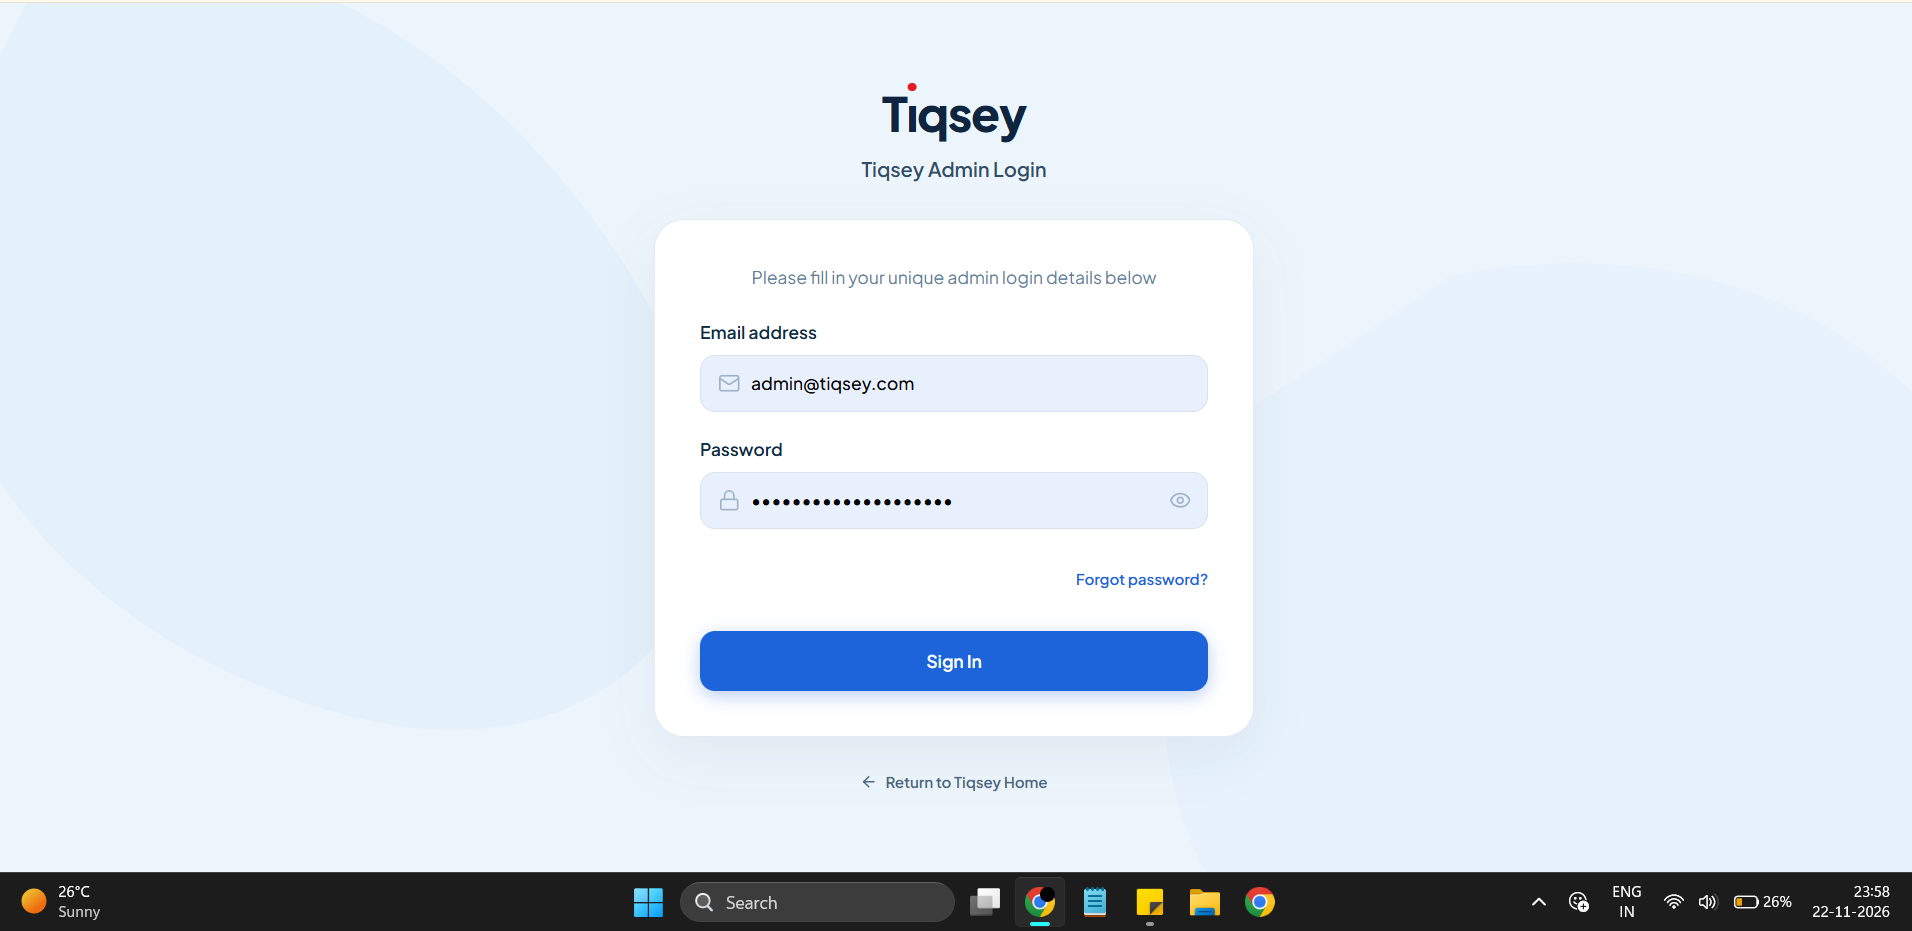 Tiqsey
Tiqsey Admin Login
Please fill in your unique admin login details below
Email address
admin@tiqsey.com
Password
••••••••••••••••••••
Forgot password?
Sign In
← Return to Tiqsey Home
26°C
Sunny
Search
ENG
IN
26%
23:58
22-11-2026